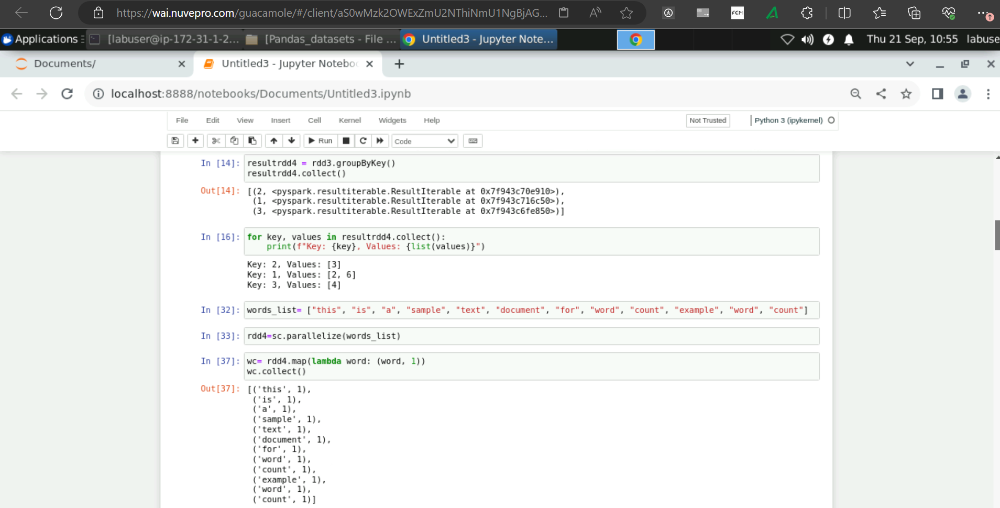 https://wai.nuvepro.com/guacamole/#/client/aS0wMzk2OWExZmU2NThiNmU1NgBjAG...
FCM
Applications
[labuser@ip-172-31-1-2...
[Pandas_datasets - File ...
Untitled3 - Jupyter Note...
Thu 21 Sep, 10:55 labuse
Documents/
Untitled3 - Jupyter Noteboo
localhost:8888/notebooks/Documents/Untitled3.ipynb
File Edit View Insert Cell Kernel Widgets Help
Not Trusted
Python 3 (ipykernel)
Run
Code
In [14]: resultrdd4 = rdd3.groupByKey()
resultrdd4.collect()
Out[14]: [(2, <pyspark.resultiterable.ResultIterable at 0x7f943c70e910>),
(1, <pyspark.resultiterable.ResultIterable at 0x7f943c716c50>),
(3, <pyspark.resultiterable.ResultIterable at 0x7f943c6fe850>)]
In [16]: for key, values in resultrdd4.collect():
print(f"Key: {key}, Values: {list(values)}")
Key: 2, Values: [3]
Key: 1, Values: [2, 6]
Key: 3, Values: [4]
In [32]: words_list= ["this", "is", "a", "sample", "text", "document", "for", "word", "count", "example", "word", "count"]
In [33]: rdd4=sc.parallelize(words_list)
In [37]: wc= rdd4.map(lambda word: (word, 1))
wc.collect()
Out[37]: [('this', 1),
('is', 1),
('a', 1),
('sample', 1),
('text', 1),
('document', 1),
('for', 1),
('word', 1),
('count', 1),
('example', 1),
('word', 1),
('count', 1)]